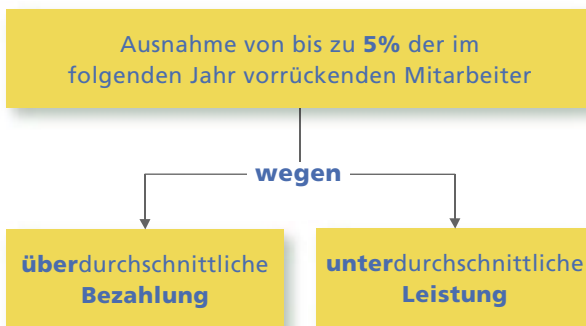 Ausnahme von bis zu 5% der im
folgenden Jahr vorrückenden Mitarbeiter
wegen
überdurchschnittliche
Bezahlung
unterdurchschnittliche
Leistung